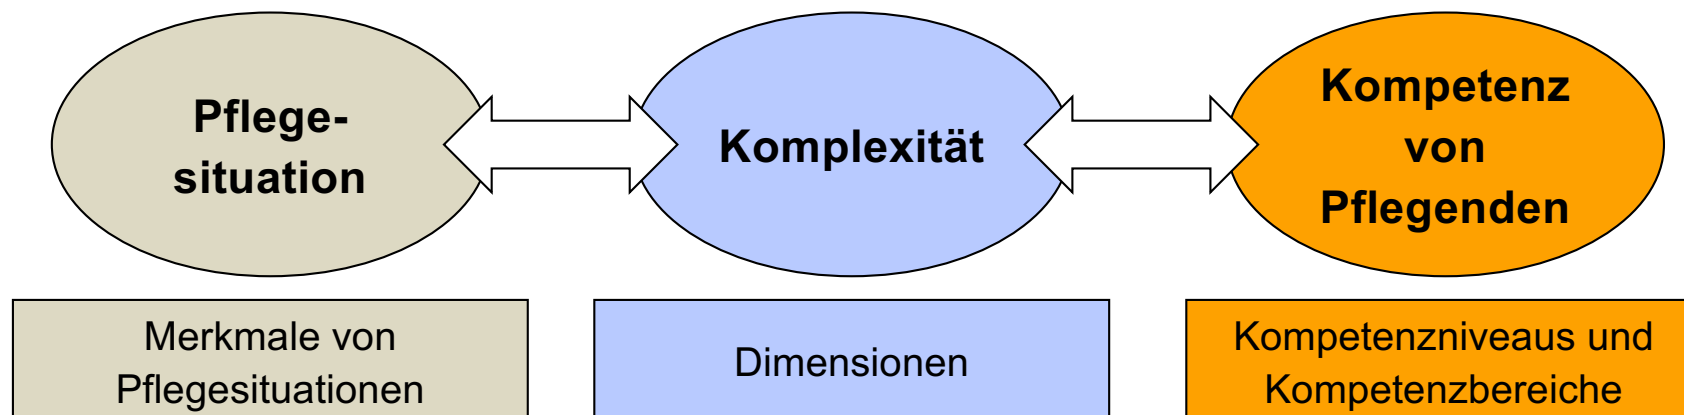 Pflege-
situation
Komplexität
Kompetenz
von
Pflegenden
Merkmale von
Pflegesituationen
Dimensionen
Kompetenzniveaus und
Kompetenzbereiche